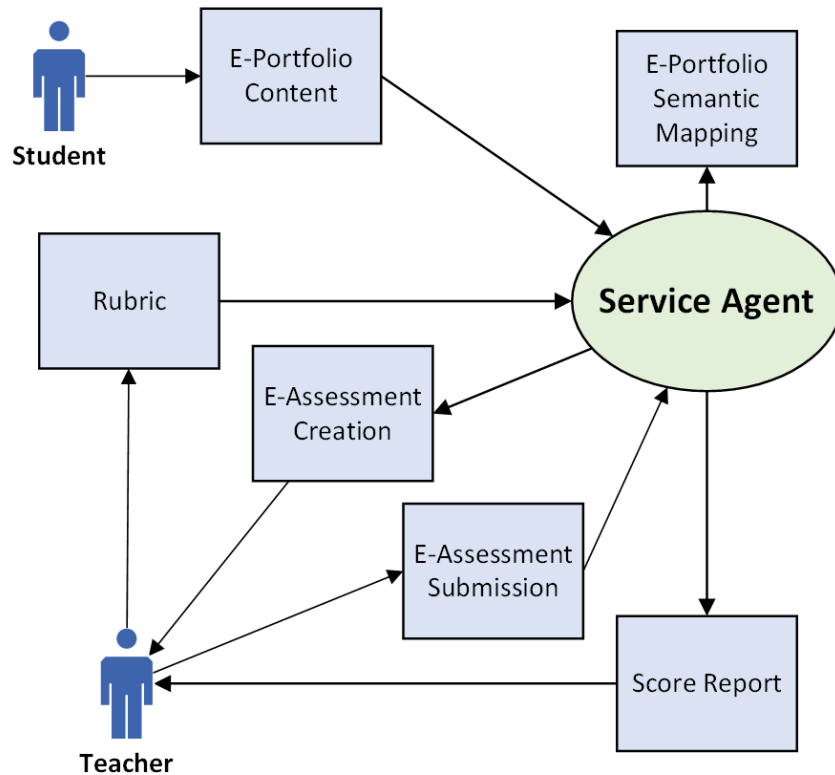 E-Portfolio
Content
Student
E-Portfolio
Semantic
Mapping
Rubric
Service Agent
E-Assessment
Creation
E-Assessment
Submission
Score Report
Teacher